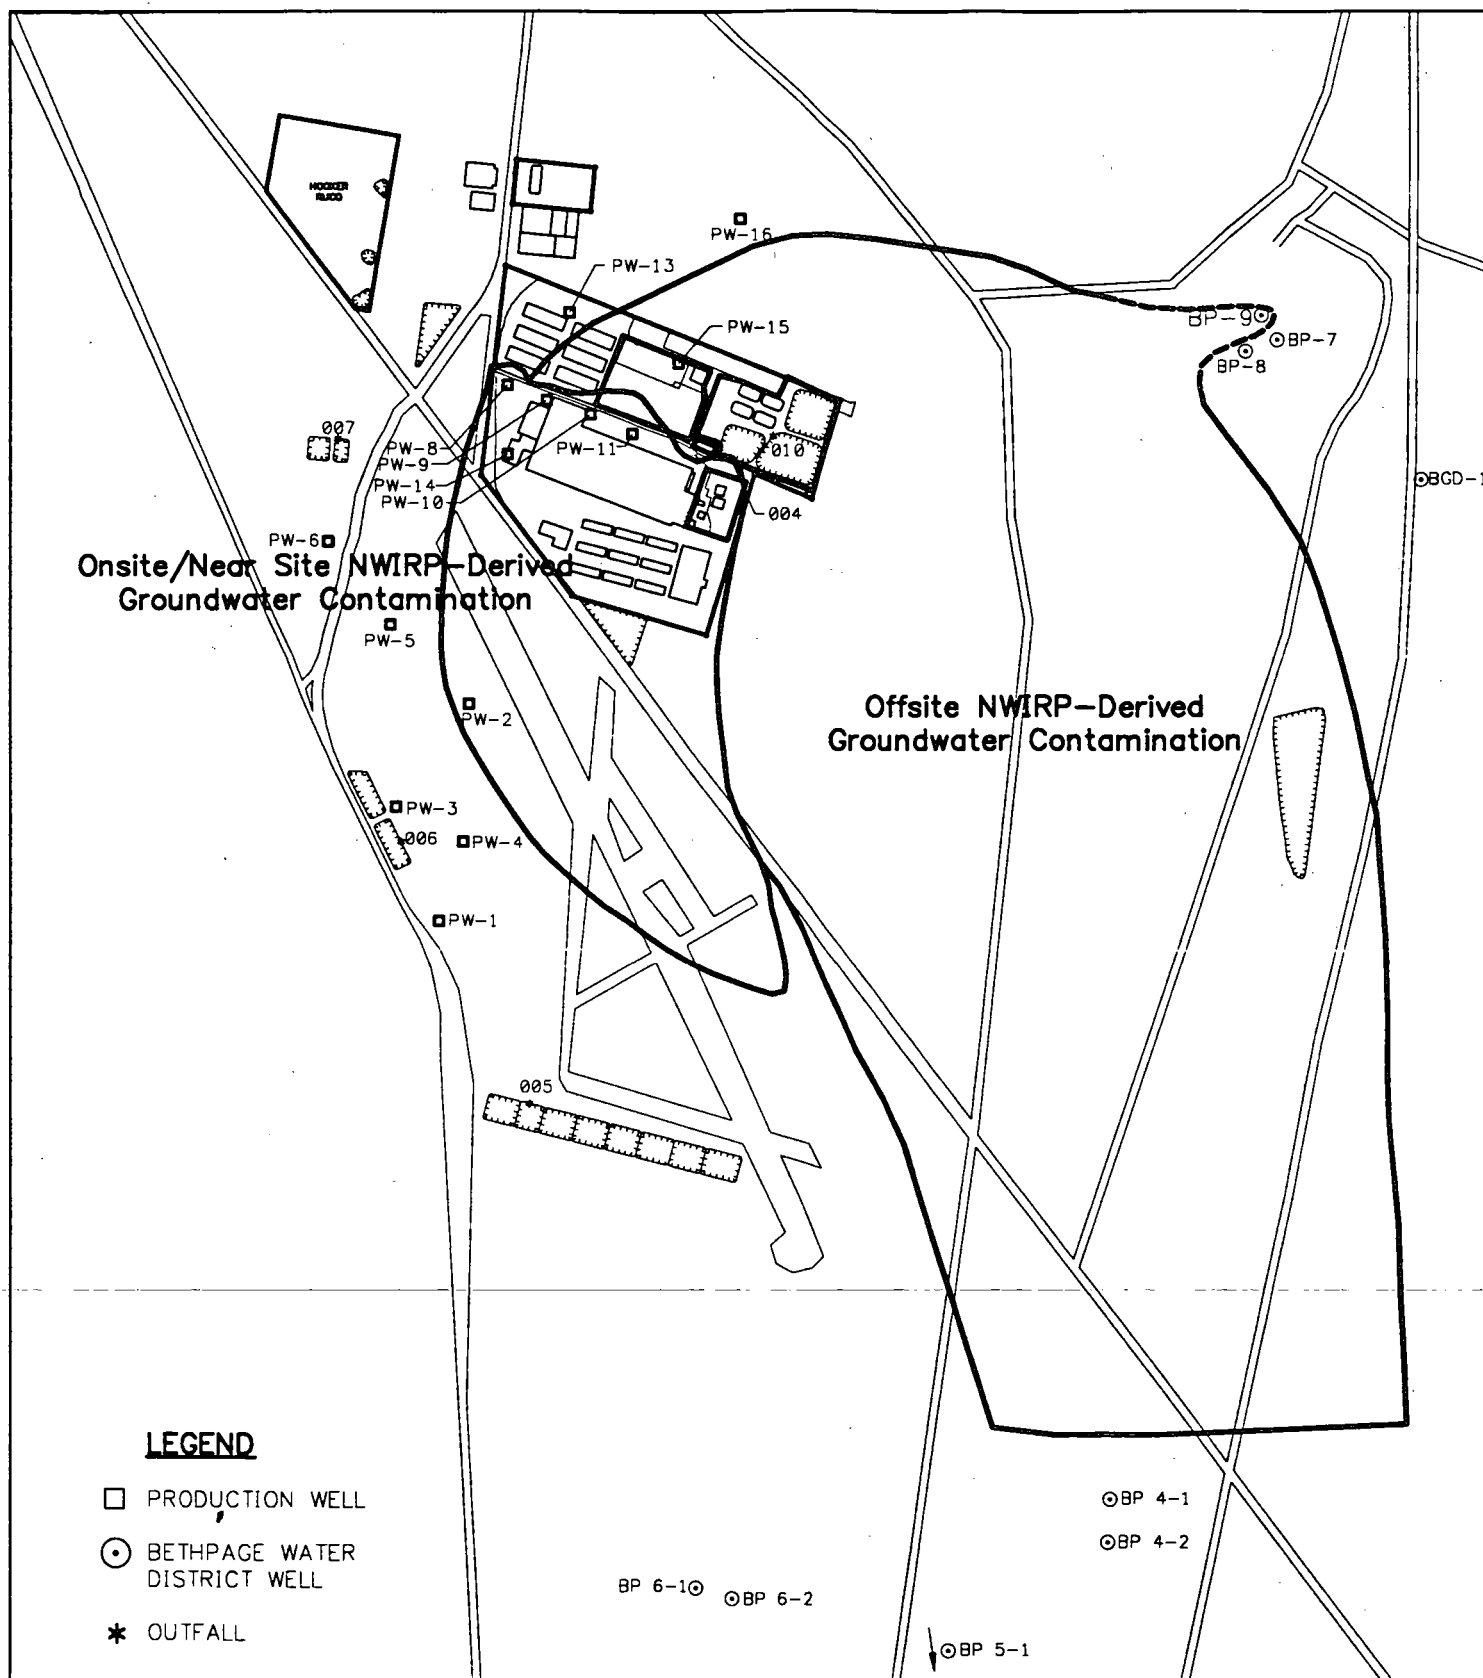 HOOKER
RUCO
PW-16
PW-13
PW-15
BP-9
BP-7
BP-8
007
PW-8
PW-9
PW-11
010
PW-14
PW-10
004
BGD-1
PW-6
Onsite/Near Site NWIRP-Derived
Groundwater Contamination
PW-5
Offsite NWIRP-Derived
Groundwater Contamination
PW-2
PW-3
006
PW-4
PW-1
005
LEGEND
PRODUCTION WELL
BETHPAGE WATER
DISTRICT WELL
OUTFALL
BP 4-1
BP 4-2
BP 6-1
BP 6-2
BP 5-1